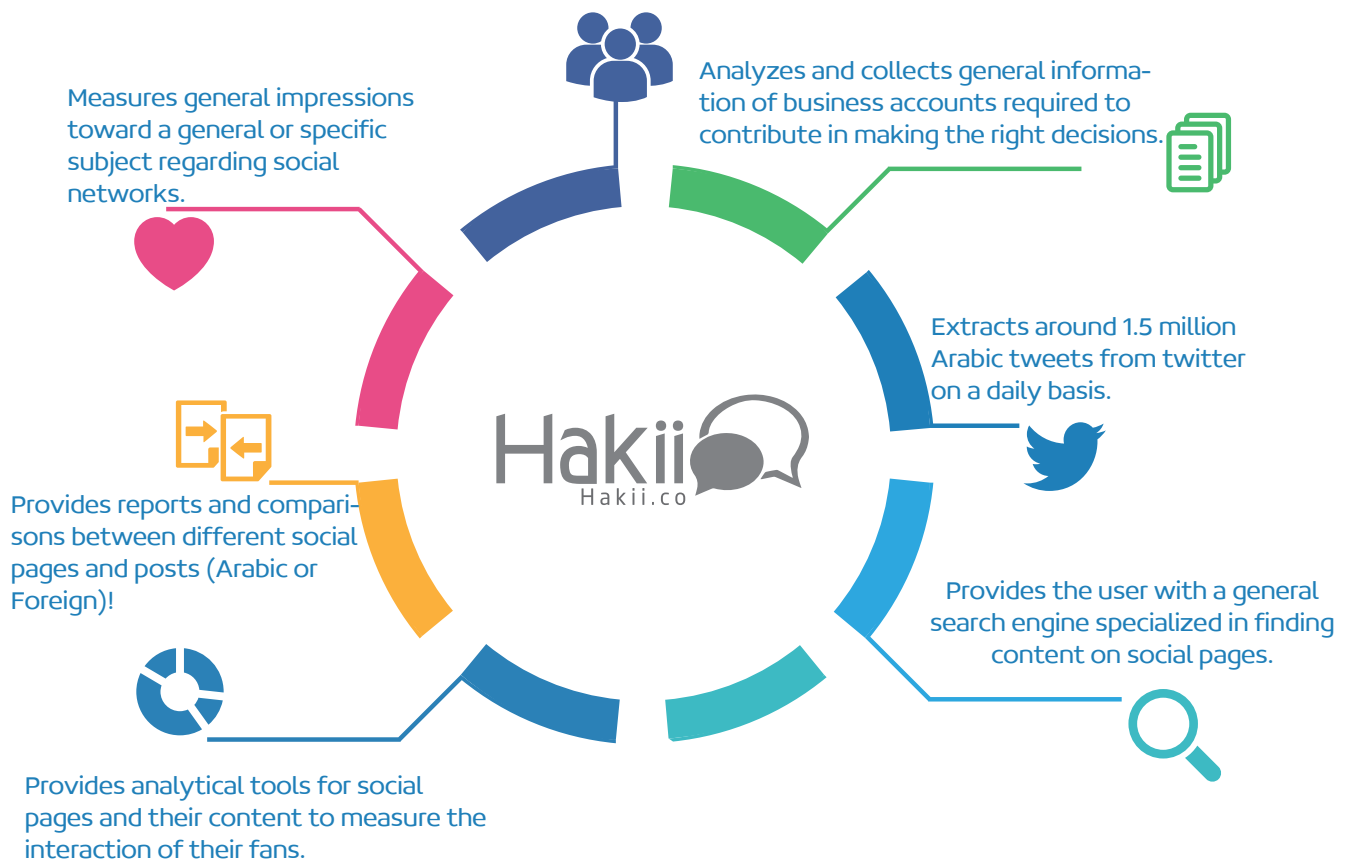 Measures general impressions
toward a general or specific
subject regarding social
networks.
Analyzes and collects general informa-
tion of business accounts required to
contribute in making the right decisions.
Extracts around 1.5 million
Arabic tweets from twitter
on a daily basis.
Hakii
Hakii.co
Provides reports and compari-
sons between different social
pages and posts (Arabic or
Foreign)!
Provides the user with a general
search engine specialized in finding
content on social pages.
Provides analytical tools for social
pages and their content to measure the
interaction of their fans.